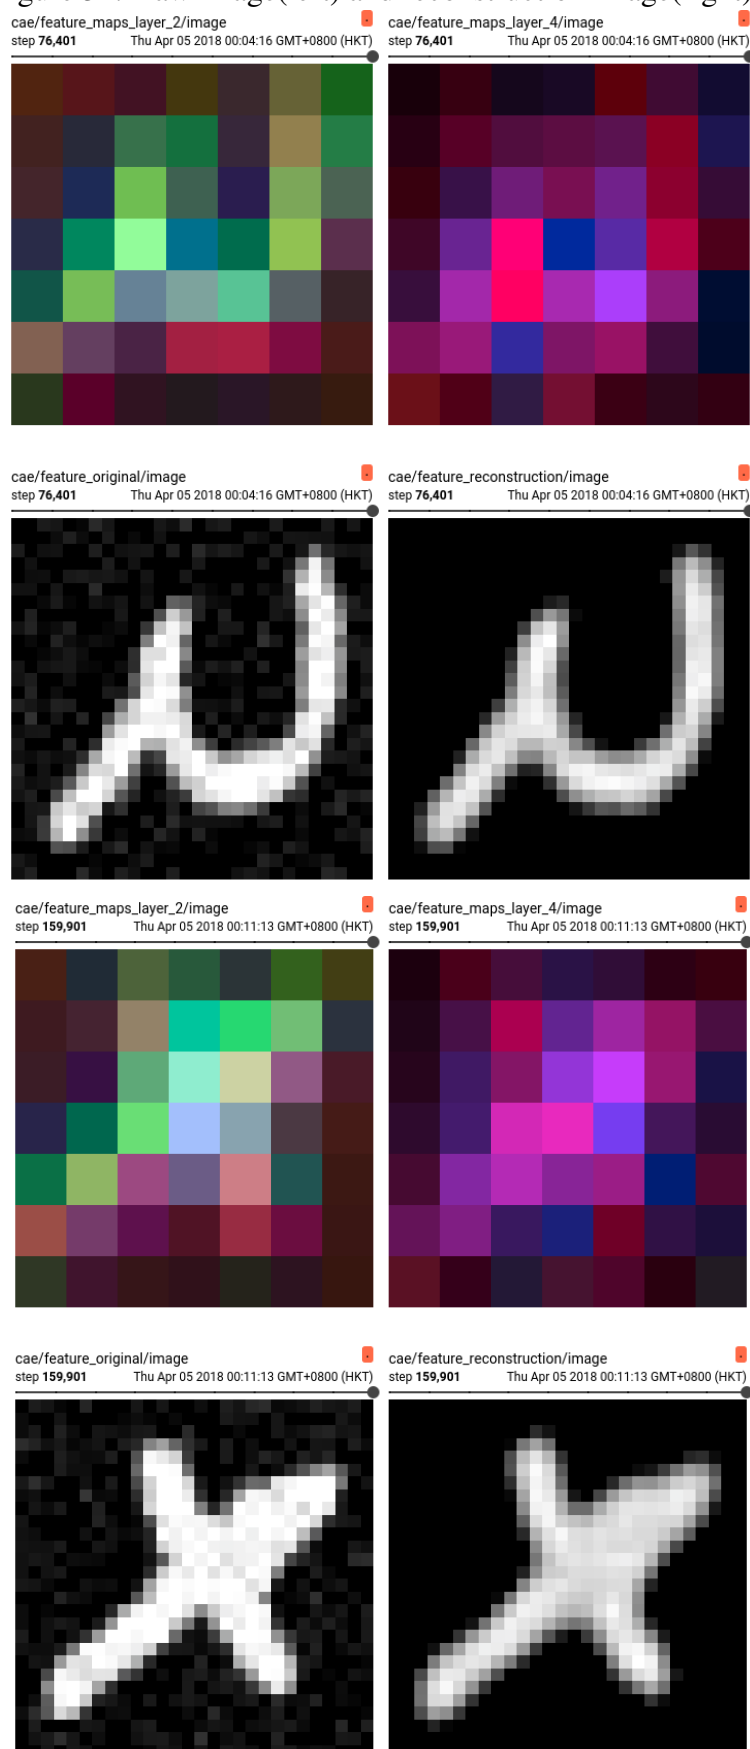 cae/feature_maps_layer_2/image
step 76,401 Thu Apr 05 2018 00:04:16 GMT+0800 (HKT)
cae/feature_maps_layer_4/image
step 76,401 Thu Apr 05 2018 00:04:16 GMT+0800 (HKT)
cae/feature_original/image
step 76,401 Thu Apr 05 2018 00:04:16 GMT+0800 (HKT)
cae/feature_reconstruction/image
step 76,401 Thu Apr 05 2018 00:04:16 GMT+0800 (HKT)
cae/feature_maps_layer_2/image
step 159,901 Thu Apr 05 2018 00:11:13 GMT+0800 (HKT)
cae/feature_maps_layer_4/image
step 159,901 Thu Apr 05 2018 00:11:13 GMT+0800 (HKT)
cae/feature_original/image
step 159,901 Thu Apr 05 2018 00:11:13 GMT+0800 (HKT)
cae/feature_reconstruction/image
step 159,901 Thu Apr 05 2018 00:11:13 GMT+0800 (HKT)